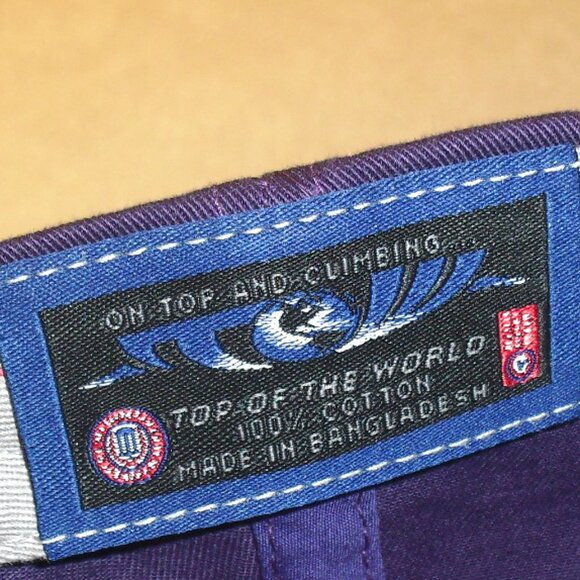 ON TOP AND CLIMBING...
TOP OF THE WORLD
100% COTTON
MADE IN BANGLADESH